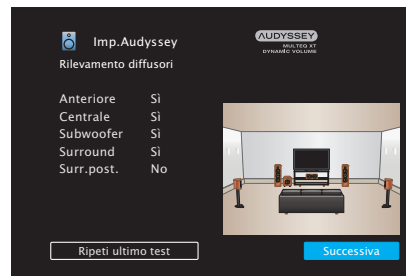 Imp.Audyssey
AUDYSSEY
MULTEQ XT
DYNAMIC VOLUME
Rilevamento diffusori
Anteriore Sì
Centrale Sì
Subwoofer Sì
Surround Sì
Surr.post. No
Ripeti ultimo test
Successiva